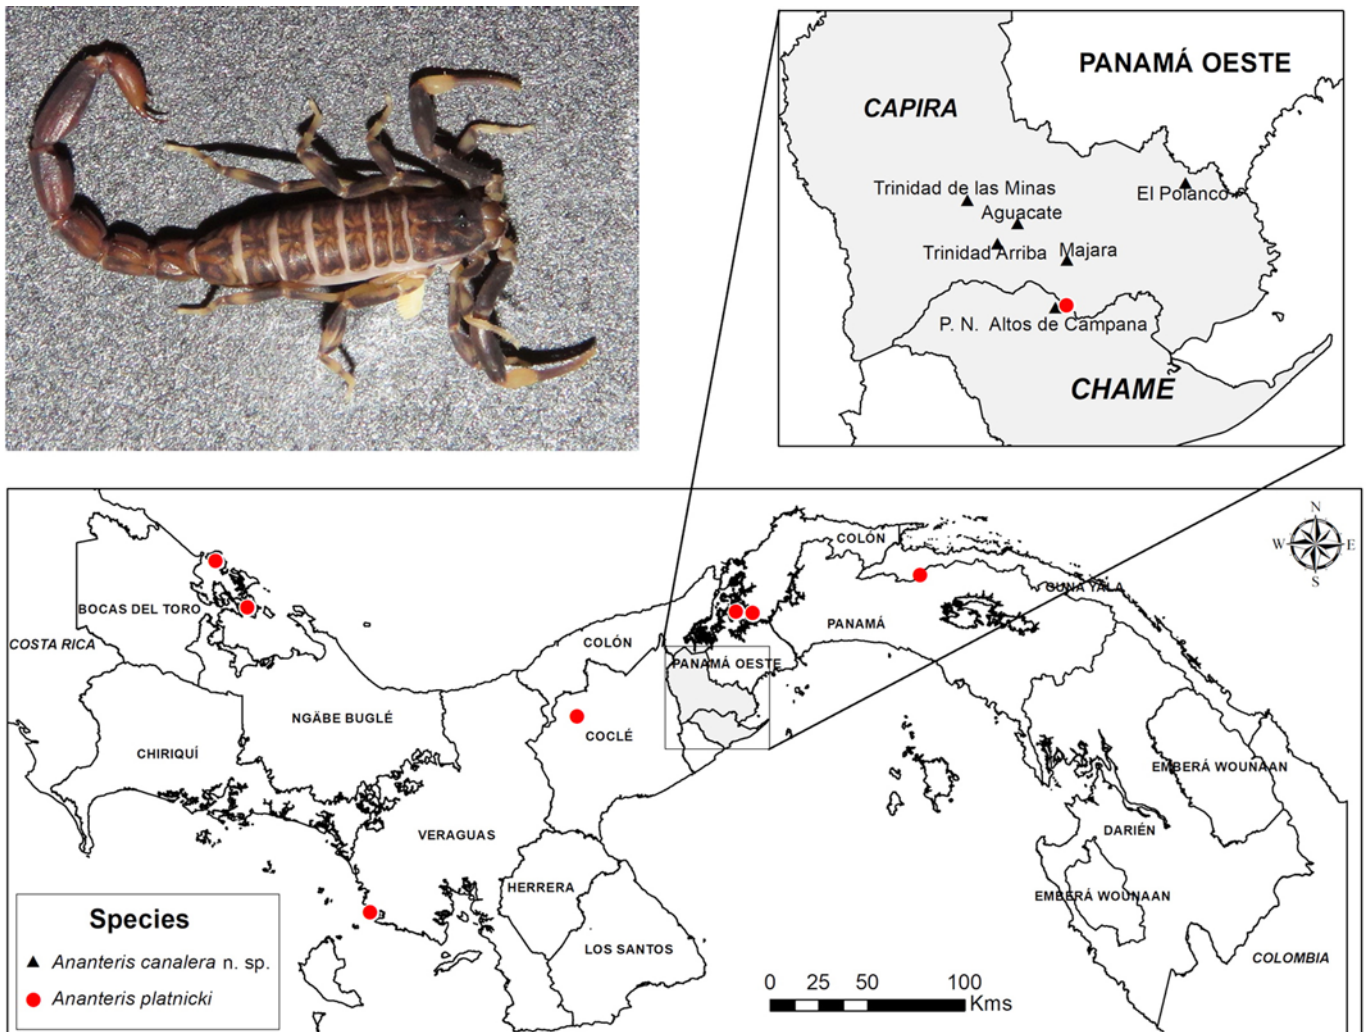 PANAMÁ OESTE
CAPIRA
Trinidad de las Minas
El Polanco
Aguacate
Trinidad Arriba
Majara
P. N. Altos de Campana
CHAME
N
W
E
S
COLÓN
GUNA YALA
BOCAS DEL TORO
COSTA RICA
COLÓN
PANAMÁ
PANAMÁ OESTE
NGÄBE BUGLÉ
COCLÉ
CHIRIQUÍ
EMBERÁ WOUNAAN
VERAGUAS
DARIÉN
HERRERA
EMBERÁ WOUNAAN
LOS SANTOS
COLOMBIA
Species
Ananteris canalera n. sp.
Ananteris platnicki
0 25 50 100
Kms